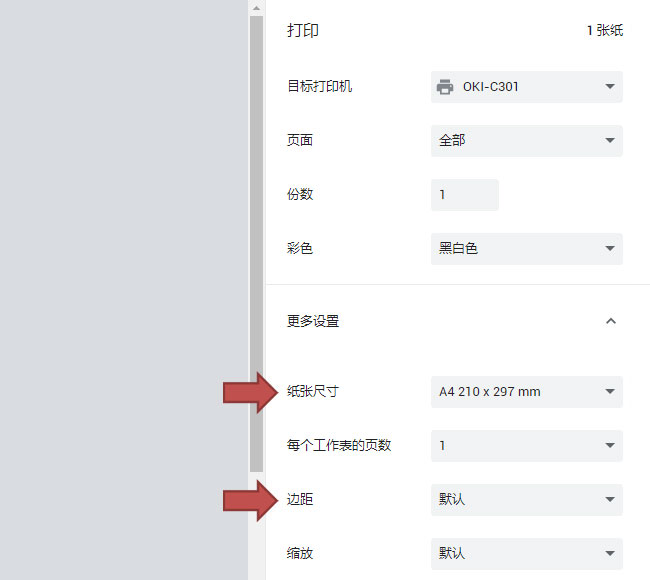 打印 1 张纸
目标打印机 OKI-C301
页面 全部
份数 1
彩色 黑白色
更多设置
纸张尺寸 A4 210 x 297 mm
每个工作表的页数 1
边距 默认
缩放 默认